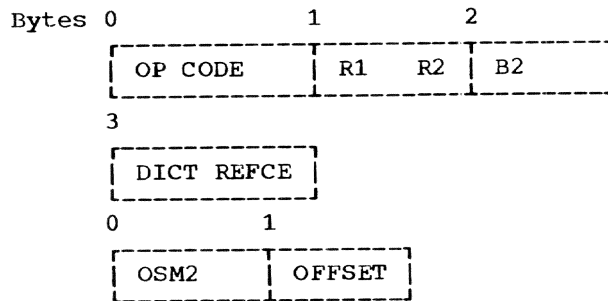 Bytes 0 1 2
OP CODE R1 R2 B2
3
DICT REFCE
0 1
OSM2 OFFSET